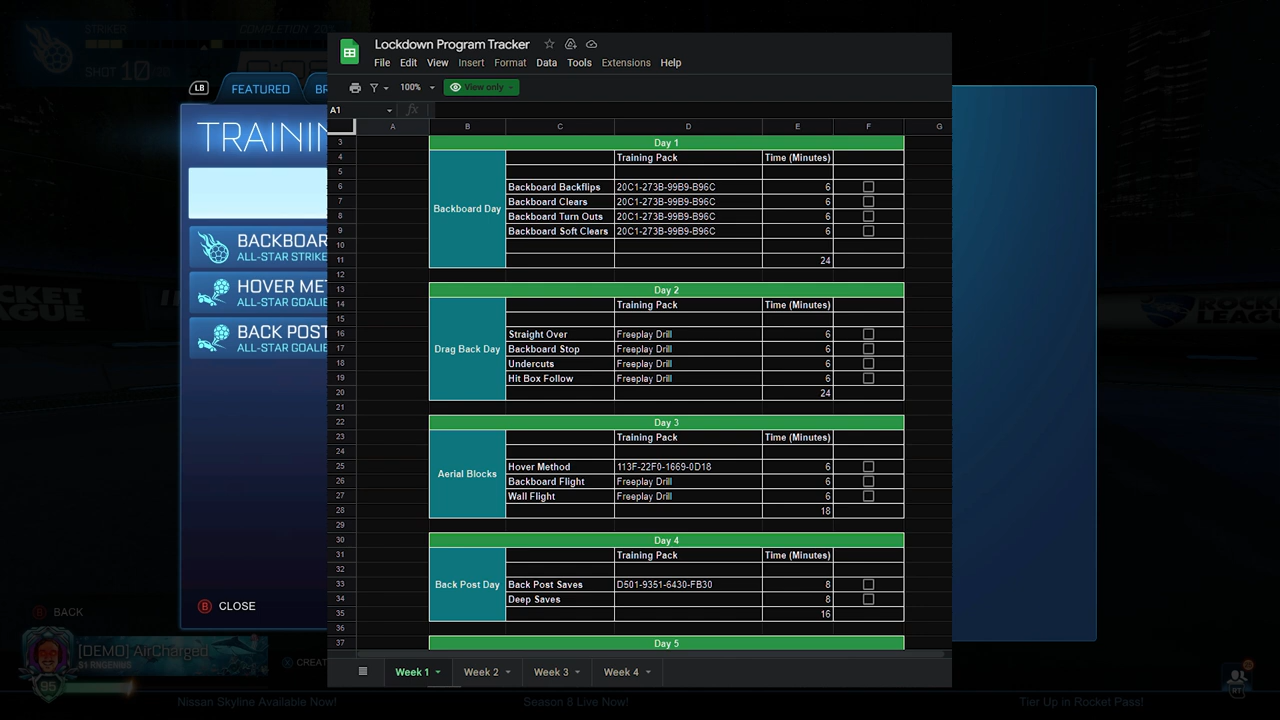 STRIKER
COMPLETION 20%
SHOT 10
LB
FEATURED
BR
TRAININ
BACKBOAR
ALL-STAR STRIKE
HOVER ME
ALL-STAR GOALIE
BACK POST
ALL-STAR GOALIE
B CLOSE
B BACK
[DEMO] AirCharged
S1 RNGENIUS
95
X CREAT
Nissan Skyline Available Now!
Season 8 Live Now!
Tier Up in Rocket Pass!
Lockdown Program Tracker
File Edit View Insert Format Data Tools Extensions Help
100% View only
A1 fx
A B C D E F G
3 Day 1
4 Training Pack Time (Minutes)
5
Backboard Day
6 Backboard Backflips 20C1-273B-99B9-B96C 6
7 Backboard Clears 20C1-273B-99B9-B96C 6
8 Backboard Turn Outs 20C1-273B-99B9-B96C 6
9 Backboard Soft Clears 20C1-273B-99B9-B96C 6
10
11 24
12
13 Day 2
14 Training Pack Time (Minutes)
15
Drag Back Day
16 Straight Over Freeplay Drill 6
17 Backboard Stop Freeplay Drill 6
18 Undercuts Freeplay Drill 6
19 Hit Box Follow Freeplay Drill 6
20 24
21
22 Day 3
23 Training Pack Time (Minutes)
24
Aerial Blocks
25 Hover Method 113F-22F0-1669-0D18 6
26 Backboard Flight Freeplay Drill 6
27 Wall Flight Freeplay Drill 6
28 18
29
30 Day 4
31 Training Pack Time (Minutes)
32
Back Post Day
33 Back Post Saves D501-9351-6430-FB30 8
34 Deep Saves 8
35 16
36
37 Day 5
Week 1 Week 2 Week 3 Week 4